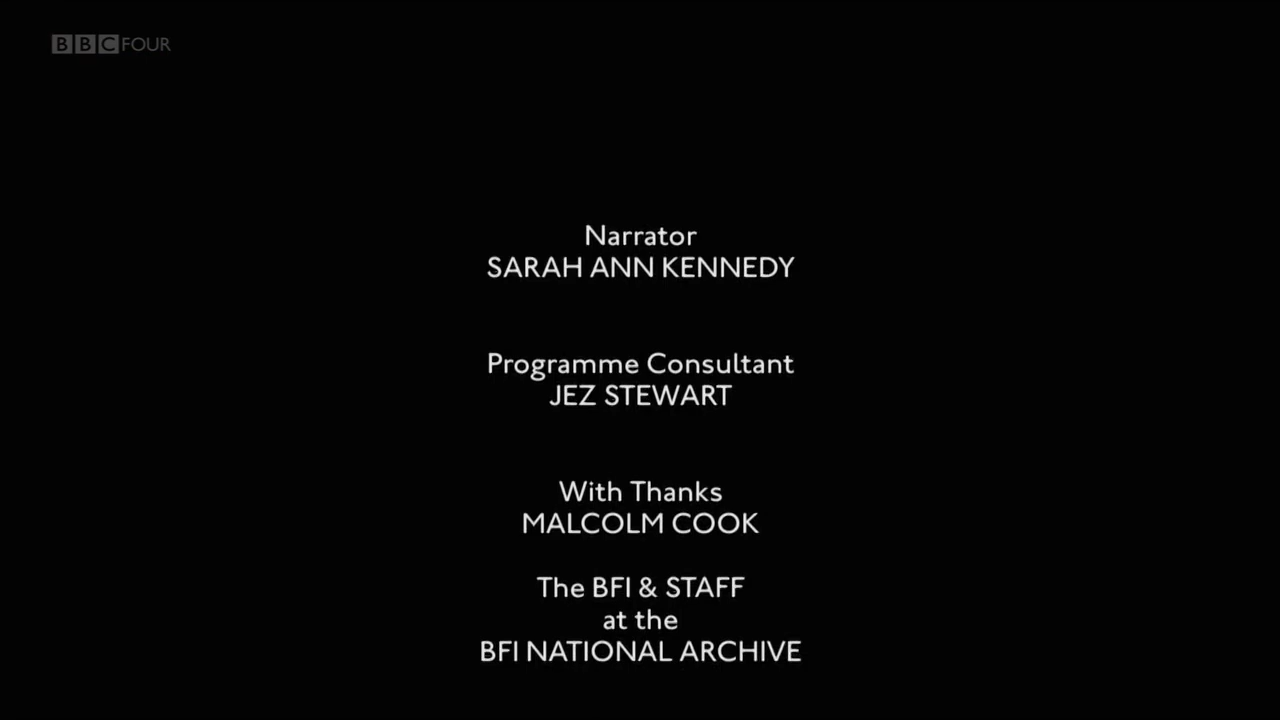 BBC FOUR
Narrator
SARAH ANN KENNEDY
Programme Consultant
JEZ STEWART
With Thanks
MALCOLM COOK
The BFI & STAFF
at the
BFI NATIONAL ARCHIVE